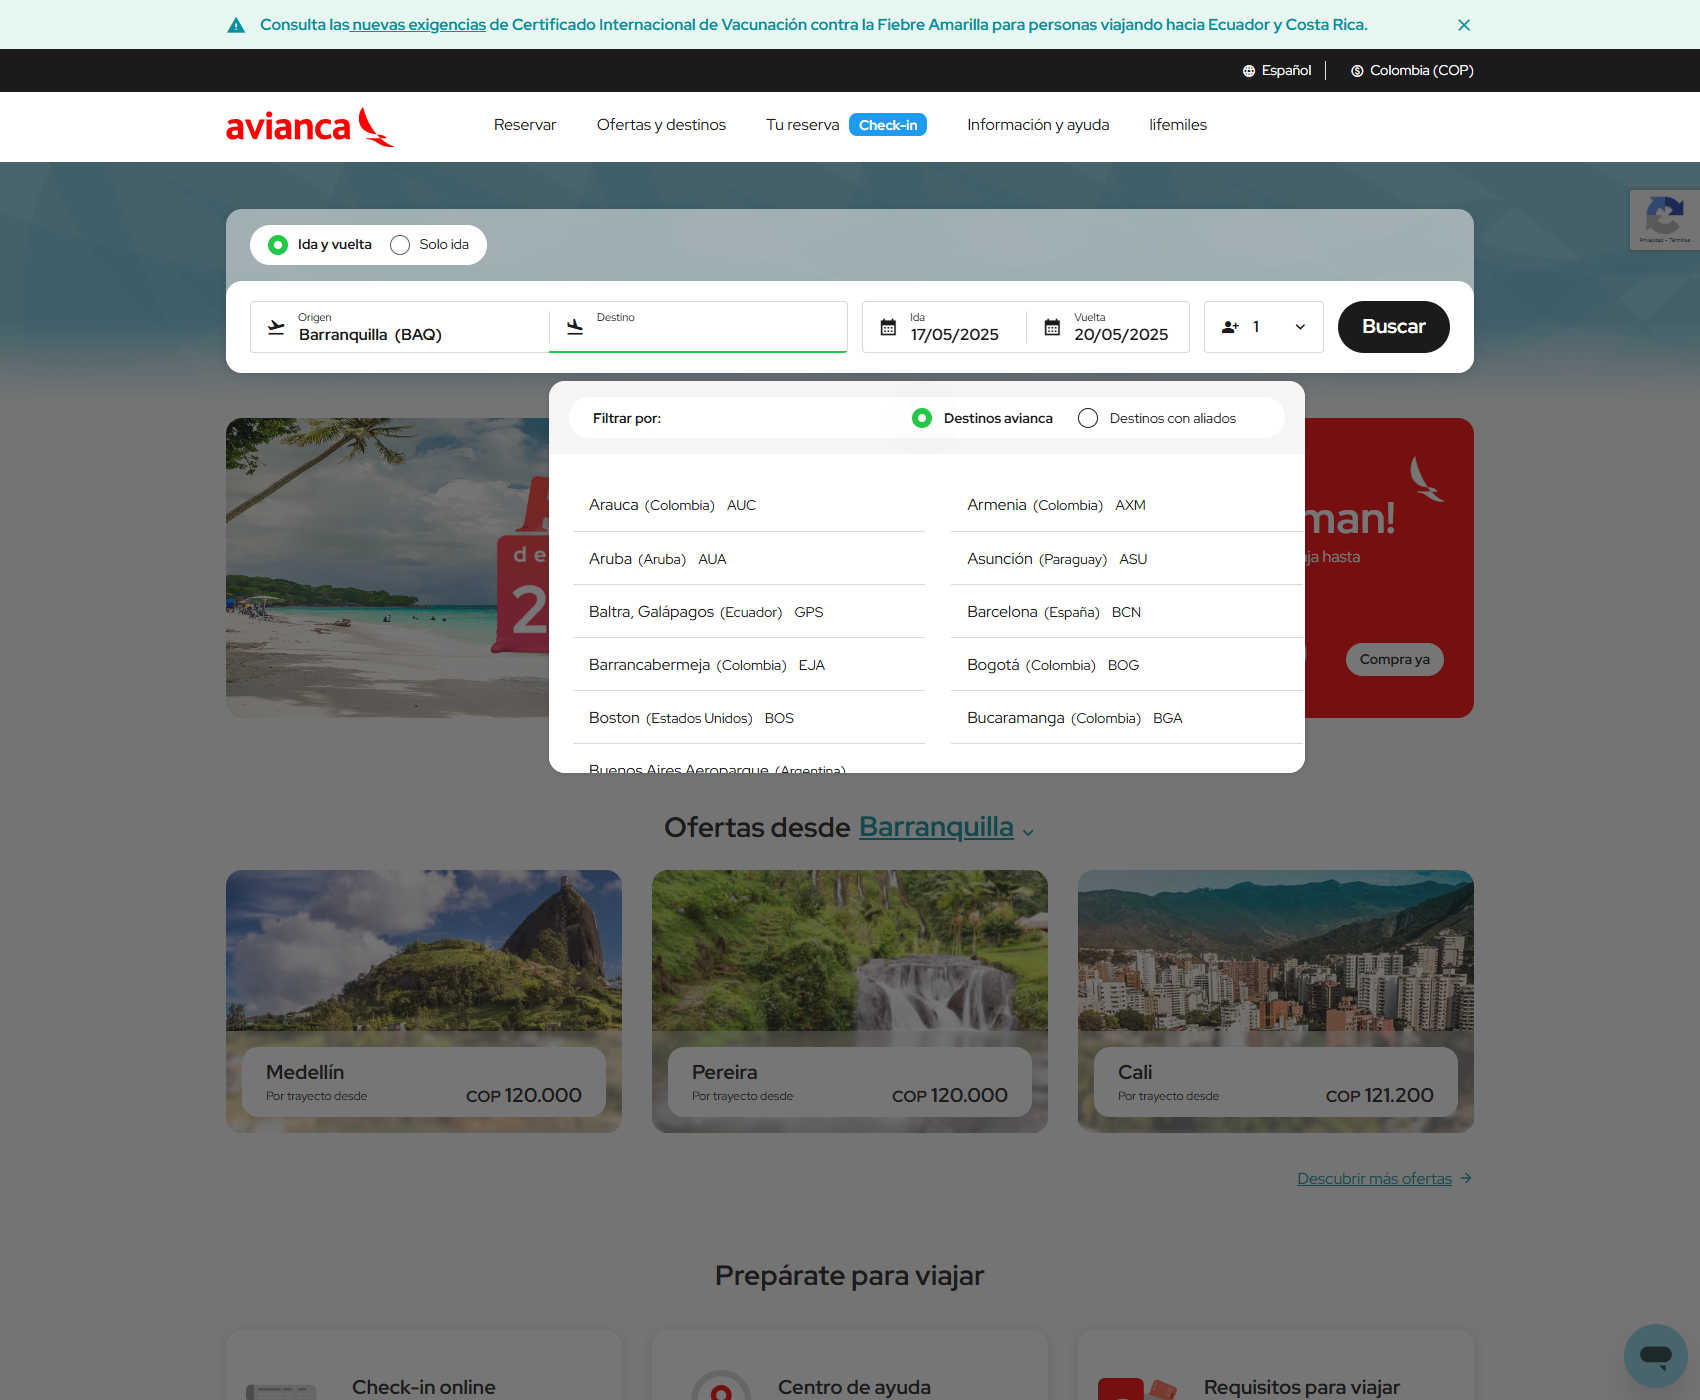 Consulta las nuevas exigencias de Certificado Internacional de Vacunación contra la Fiebre Amarilla para personas viajando hacia Ecuador y Costa Rica.
Español
Colombia (COP)
avianca
Reservar
Ofertas y destinos
Tu reserva
Check-in
Información y ayuda
lifemiles
Privacidad - Términos
Ida y vuelta
Solo ida
Origen
Barranquilla (BAQ)
Destino
Ida
17/05/2025
Vuelta
20/05/2025
1
Buscar
Filtrar por:
Destinos avianca
Destinos con aliados
Arauca (Colombia) AUC
Armenia (Colombia) AXM
Aruba (Aruba) AUA
Asunción (Paraguay) ASU
Baltra, Galápagos (Ecuador) GPS
Barcelona (España) BCN
Barrancabermeja (Colombia) EJA
Bogotá (Colombia) BOG
Boston (Estados Unidos) BOS
Bucaramanga (Colombia) BGA
Buenos Aires Aeroparque (Argentina)
de
2
man!
ja hasta
Compra ya
Ofertas desde Barranquilla
Medellín
Por trayecto desde
COP 120.000
Pereira
Por trayecto desde
COP 120.000
Cali
Por trayecto desde
COP 121.200
Descubrir más ofertas
Prepárate para viajar
Check-in online
Centro de ayuda
Requisitos para viajar